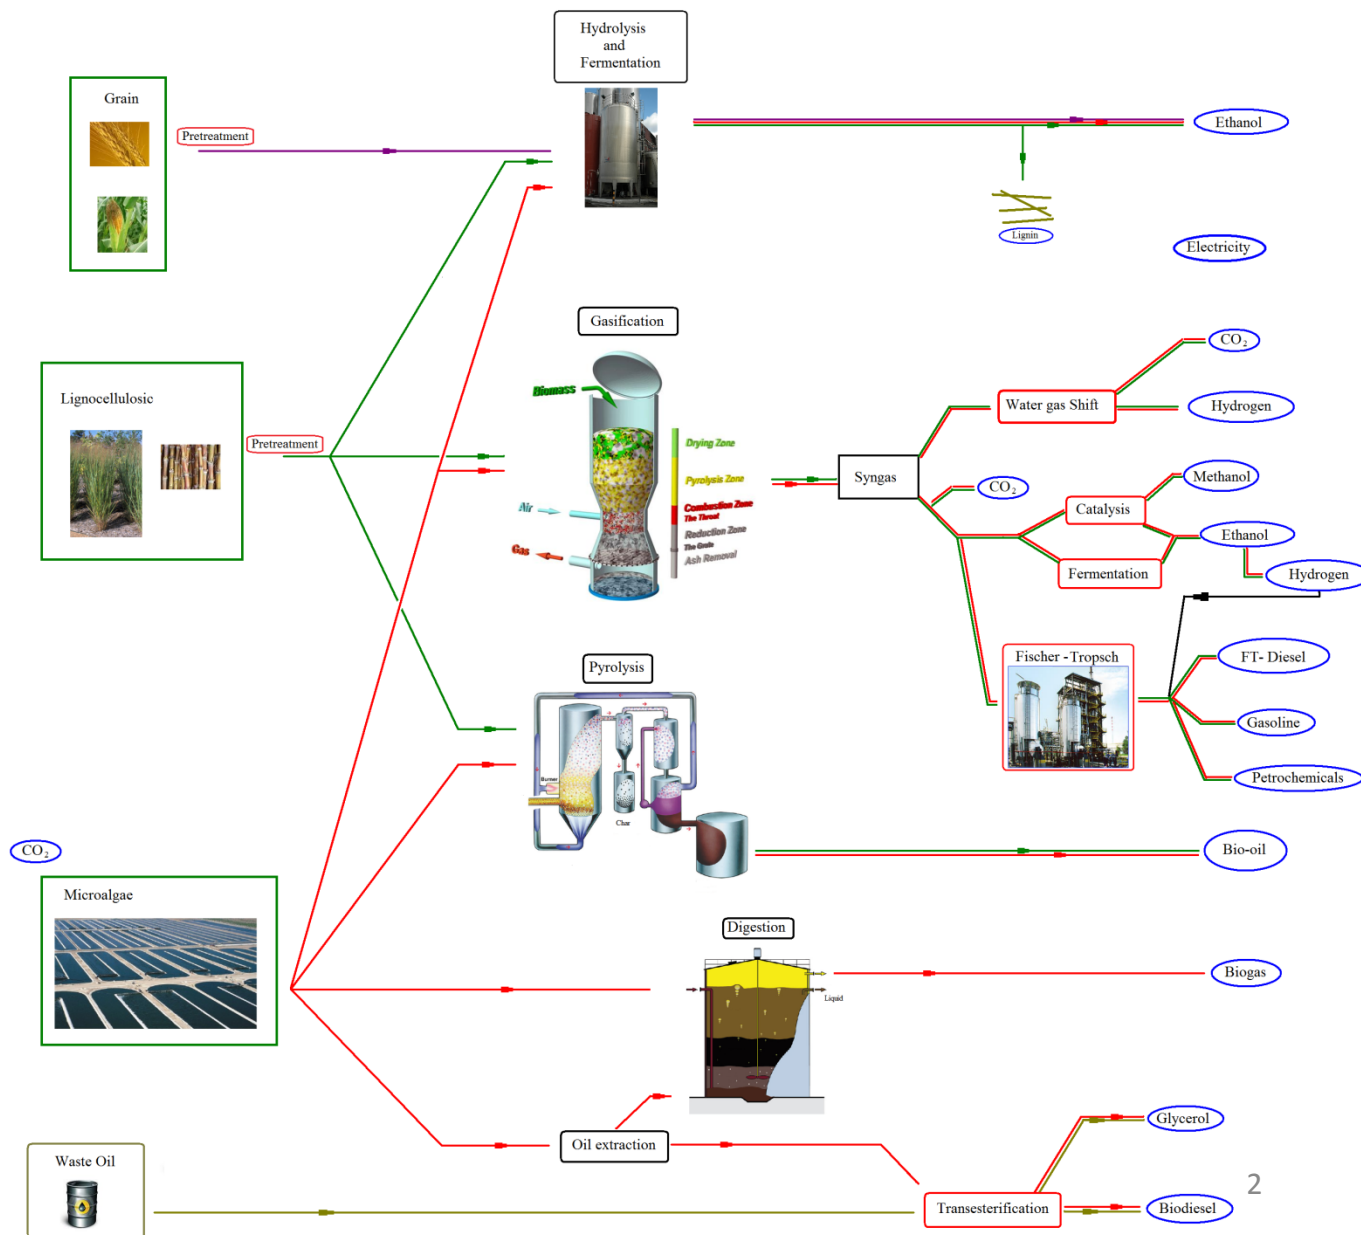 Hydrolysis
and
Fermentation
Grain
Pretreatment
Ethanol
Lignin
Electricity
Gasification
CO₂
Biomass
Lignocellulosic
Water gas Shift
Hydrogen
Pretreatment
Drying Zone
Syngas
Pyrolysis Zone
Methanol
CO₂
Combustion Zone
The Throat
Catalysis
Air
Reduction Zone
The Grate
Ethanol
Gas
Ash Removal
Fermentation
Hydrogen
Pyrolysis
Fischer - Tropsch
FT- Diesel
Gasoline
Burner
Petrochemicals
Char
CO₂
Bio-oil
Microalgae
Digestion
Biogas
Liquid
Glycerol
Oil extraction
Waste Oil
2
Transesterification
Biodiesel